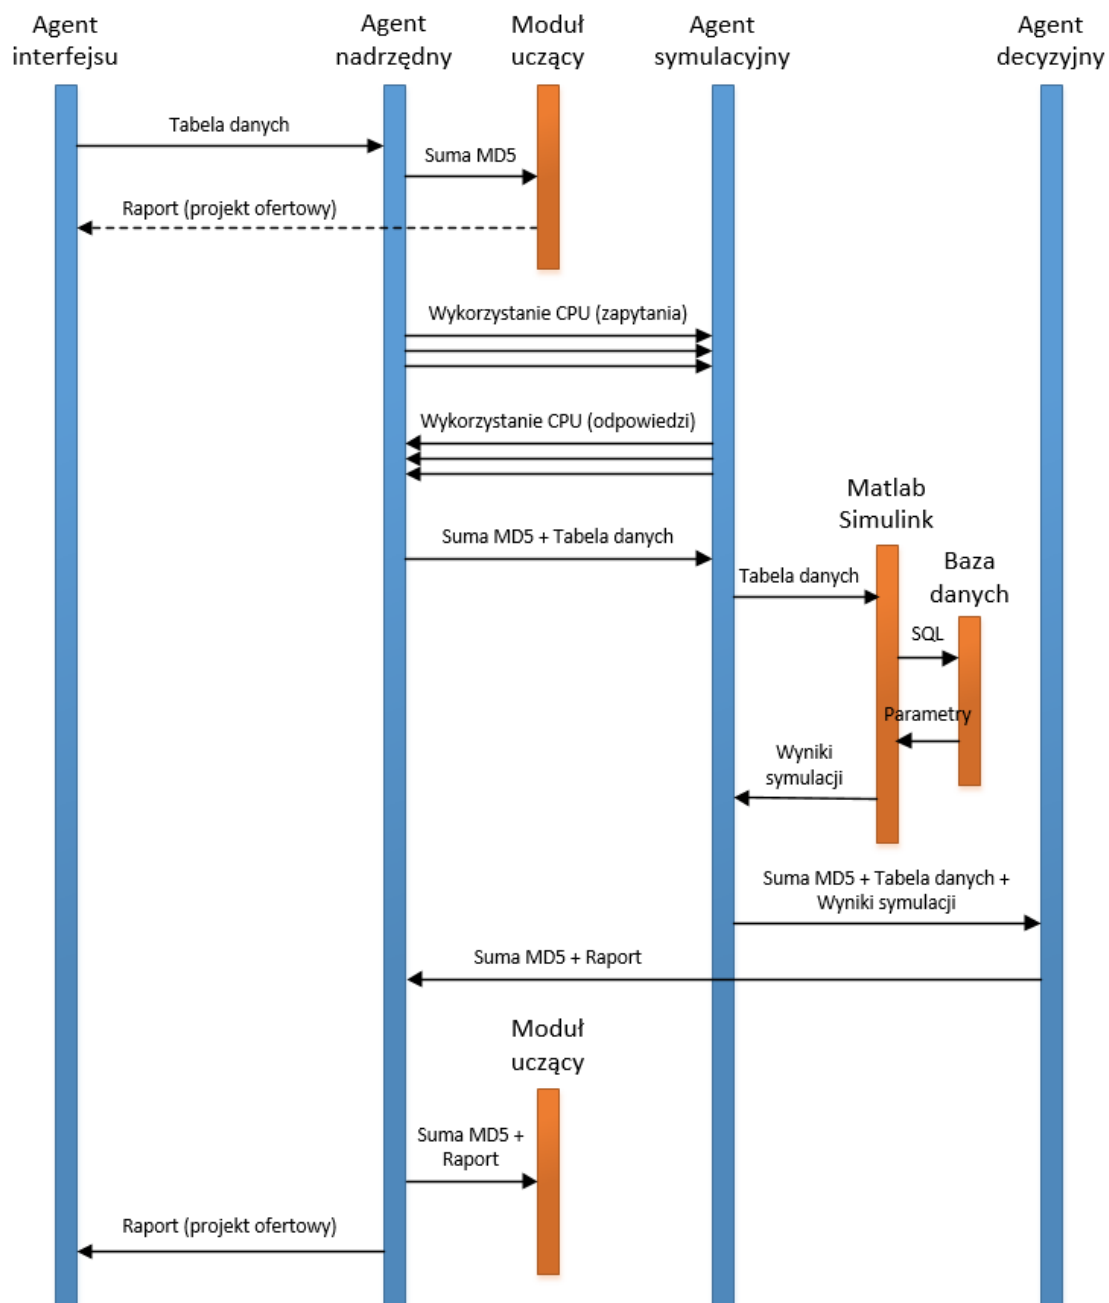 Agent
interfejsu
Agent
nadrzędny
Moduł
uczący
Agent
symulacyjny
Agent
decyzyjny
Tabela danych
Suma MD5
Raport (projekt ofertowy)
Wykorzystanie CPU (zapytania)
Wykorzystanie CPU (odpowiedzi)
Matlab
Simulink
Suma MD5 + Tabela danych
Baza
danych
Tabela danych
SQL
Parametry
Wyniki
symulacji
Suma MD5 + Tabela danych +
Wyniki symulacji
Suma MD5 + Raport
Moduł
uczący
Suma MD5 +
Raport
Raport (projekt ofertowy)